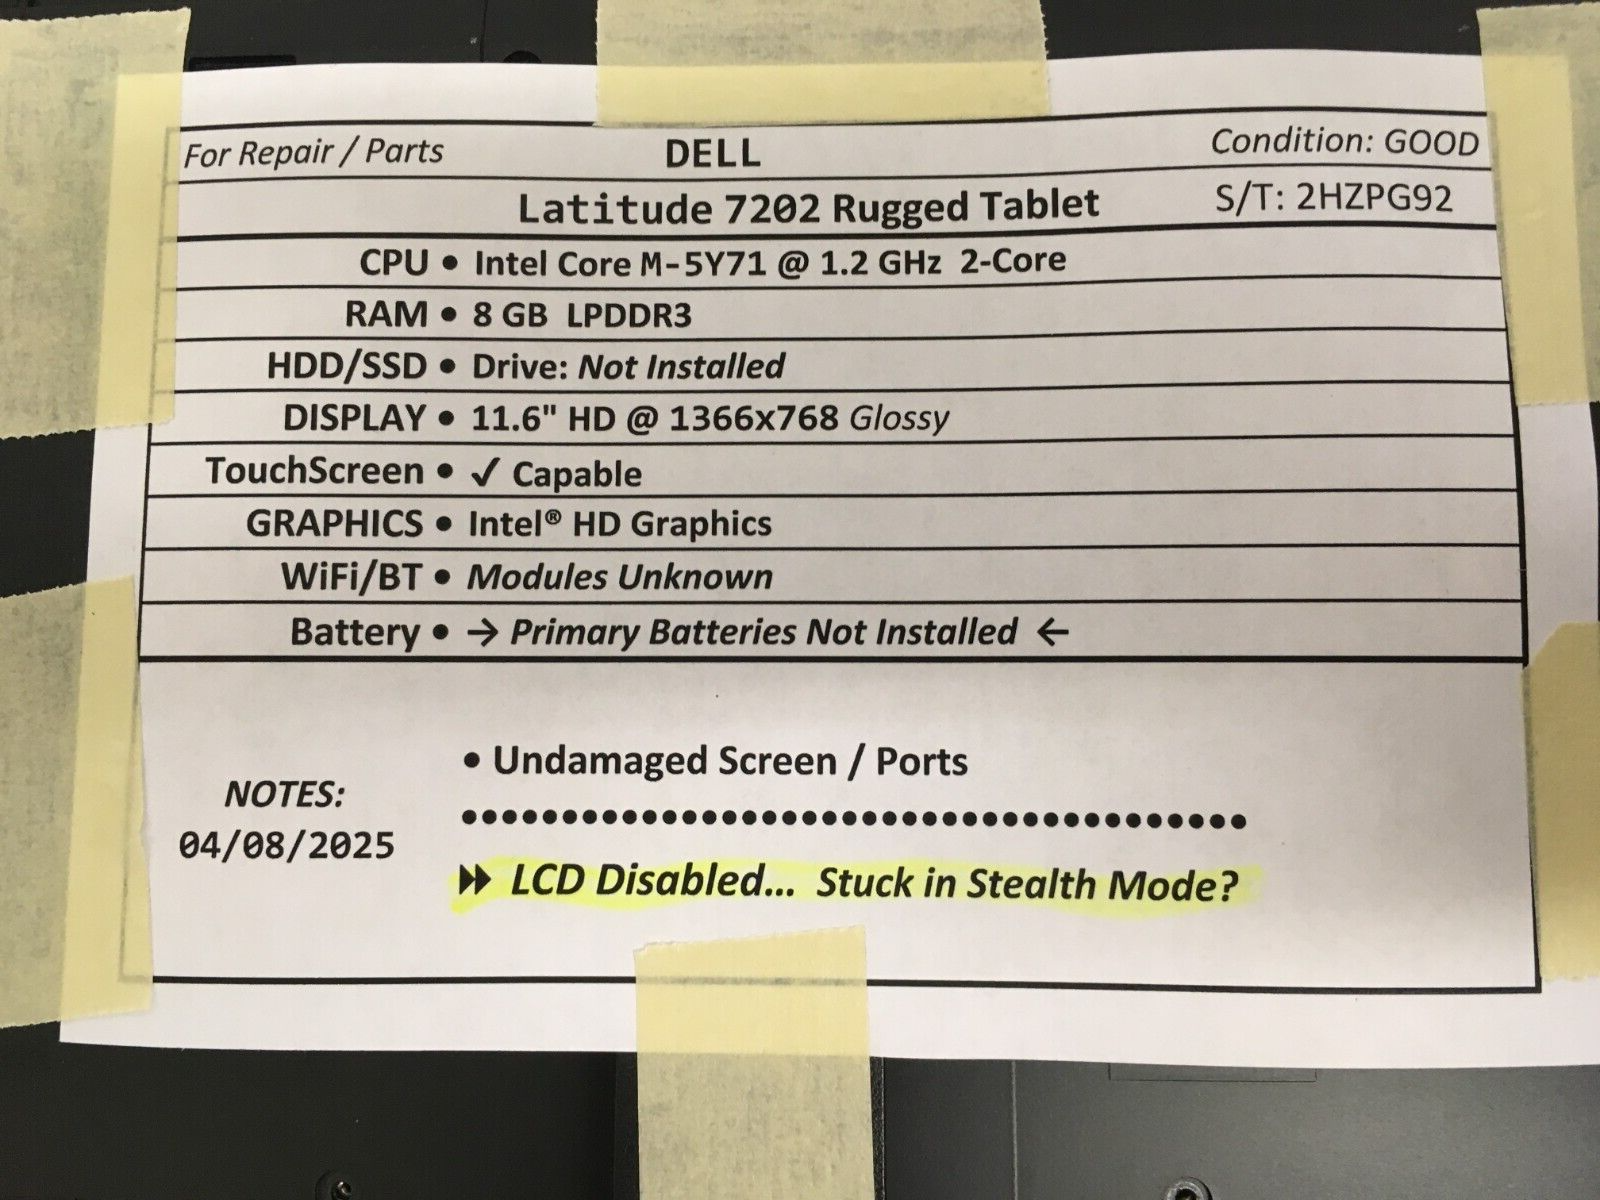 For Repair / Parts DELL Condition: GOOD
Latitude 7202 Rugged Tablet S/T: 2HZPG92
CPU • Intel Core M-5Y71 @ 1.2 GHz 2-Core
RAM • 8 GB LPDDR3
HDD/SSD • Drive: Not Installed
DISPLAY • 11.6" HD @ 1366x768 Glossy
TouchScreen • ✓ Capable
GRAPHICS • Intel® HD Graphics
WiFi/BT • Modules Unknown
Battery • → Primary Batteries Not Installed ←
• Undamaged Screen / Ports
NOTES:
04/08/2025
•••••••••••••••••••••••••••••••••••••••
⏩ LCD Disabled... Stuck in Stealth Mode?